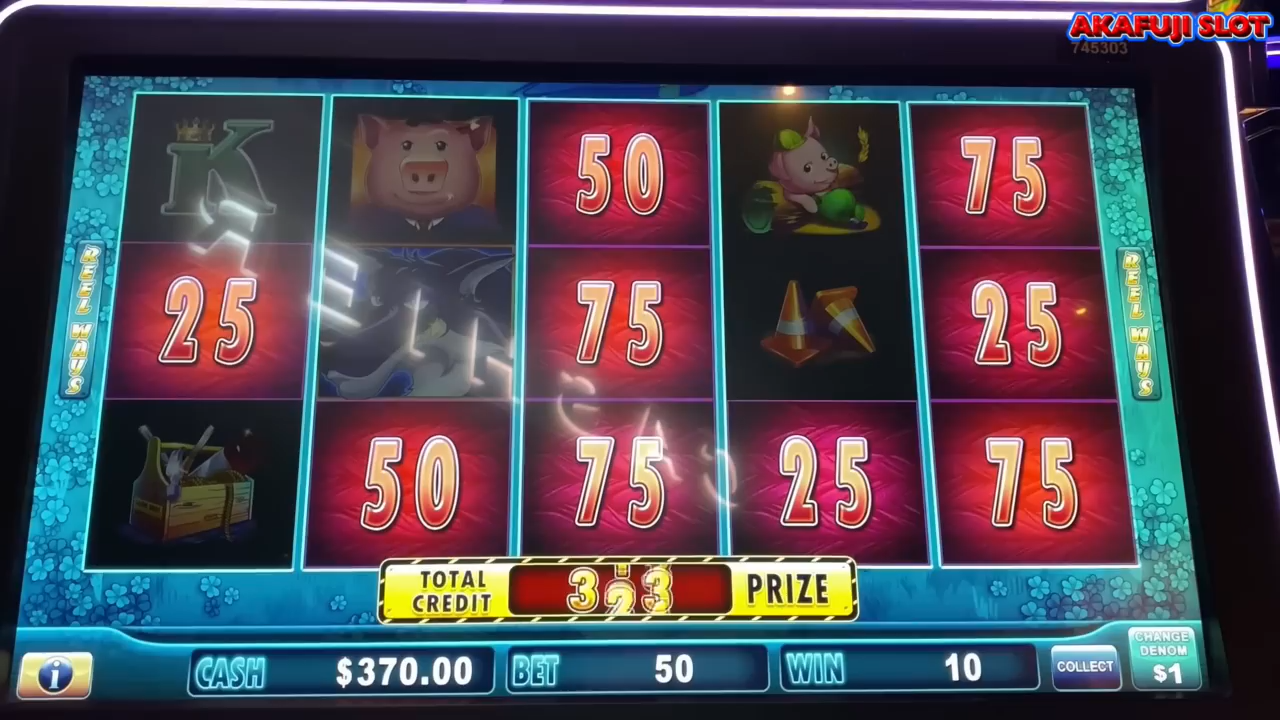 AKAFUJI SLOT
745303
K
50
75
REEL WAYS
25
75
25
REEL WAYS
50
75
25
75
TOTAL CREDIT
PRIZE
CASH
$370.00
BET
50
WIN
10
COLLECT
CHANGE
DENOM
$1
i